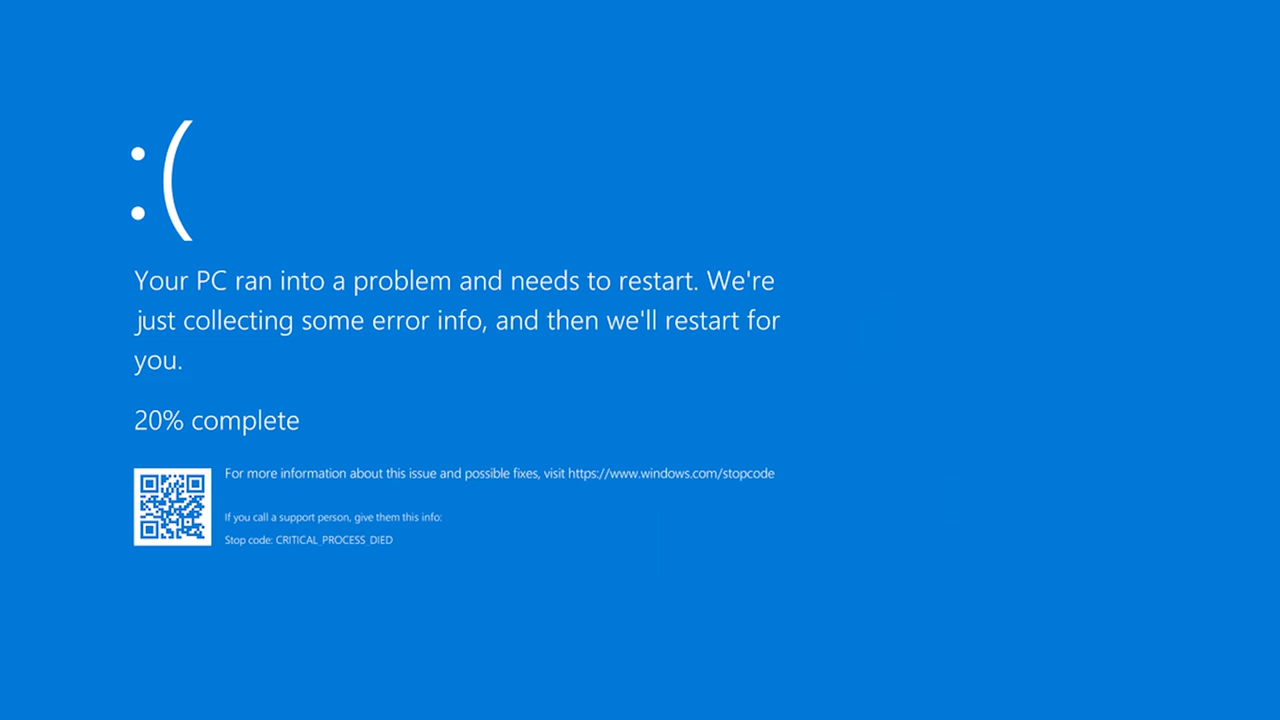 :(
Your PC ran into a problem and needs to restart. We're
just collecting some error info, and then we'll restart for
you.
20% complete
For more information about this issue and possible fixes, visit https://www.windows.com/stopcode
If you call a support person, give them this info:
Stop code: CRITICAL_PROCESS_DIED